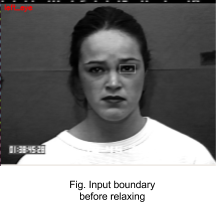 01:38:45:28
Fig. Input boundary
before relaxing